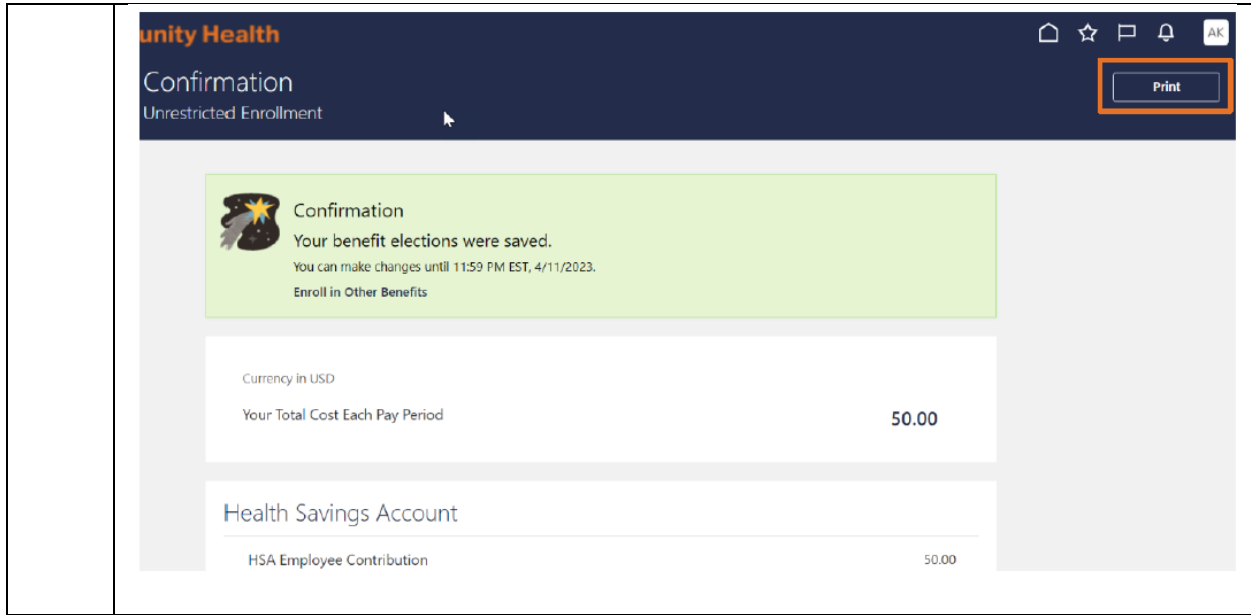 unity Health
AK
Confirmation
Print
Unrestricted Enrollment
Confirmation
Your benefit elections were saved.
You can make changes until 11:59 PM EST, 4/11/2023.
Enroll in Other Benefits
Currency in USD
Your Total Cost Each Pay Period 50.00
Health Savings Account
HSA Employee Contribution 50.00